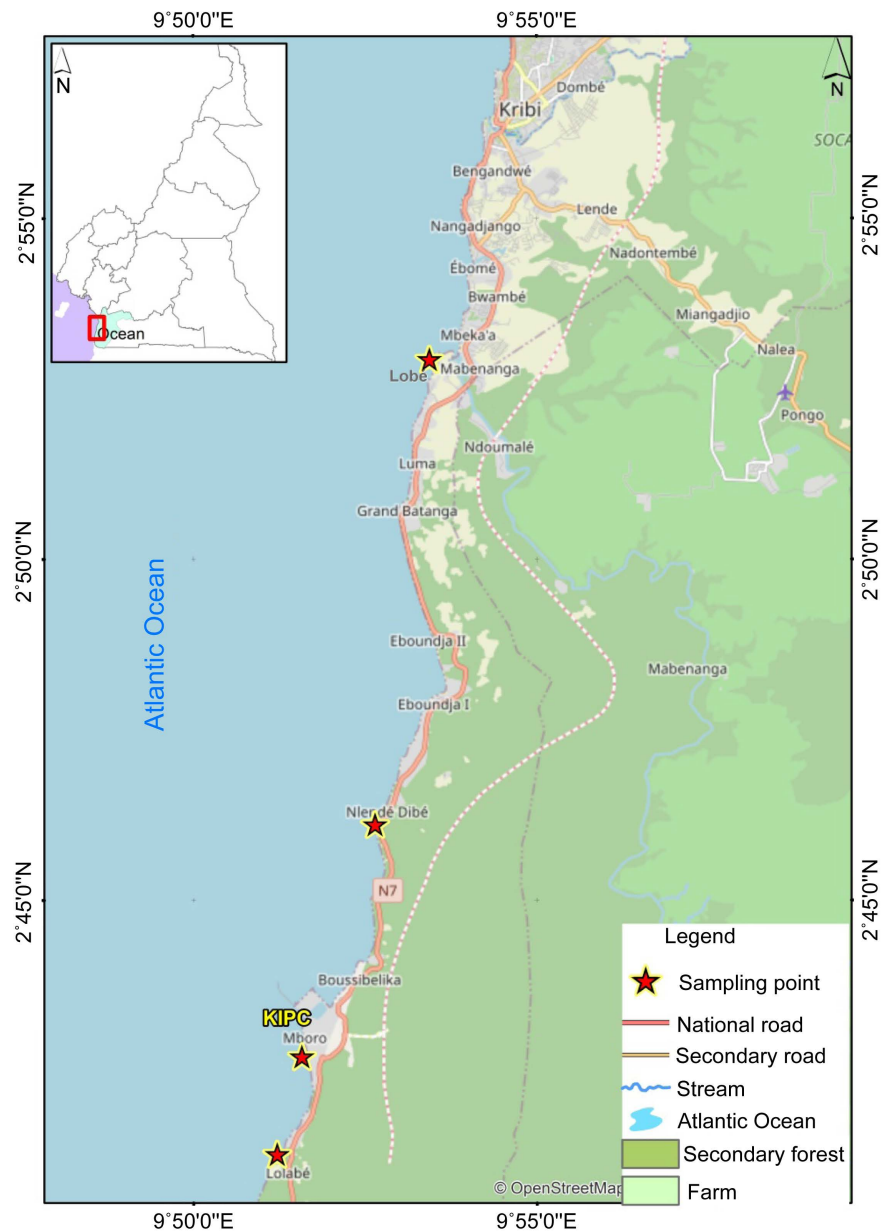 9°50'0"E
9°55'0"E
N
N
Dombé
Kribi
SOCA
Bengandwé
2°55'0"N
2°55'0"N
Lende
Nangadjango
Nadontembé
Ébomé
Bwambé
Miangadjio
Ocean
Mbeka'a
Nalea
Mabenanga
Lobe
Pongo
Ndoumalé
Luma
Grand Batanga
2°50'0"N
2°50'0"N
Atlantic Ocean
Eboundja II
Mabenanga
Eboundja I
Nlendé Dibé
N7
2°45'0"N
2°45'0"N
Legend
Boussibelika
Sampling point
KIPC
National road
Mboro
Secondary road
Stream
Atlantic Ocean
Secondary forest
Lolabé
© OpenStreetMap
Farm
9°50'0"E
9°55'0"E